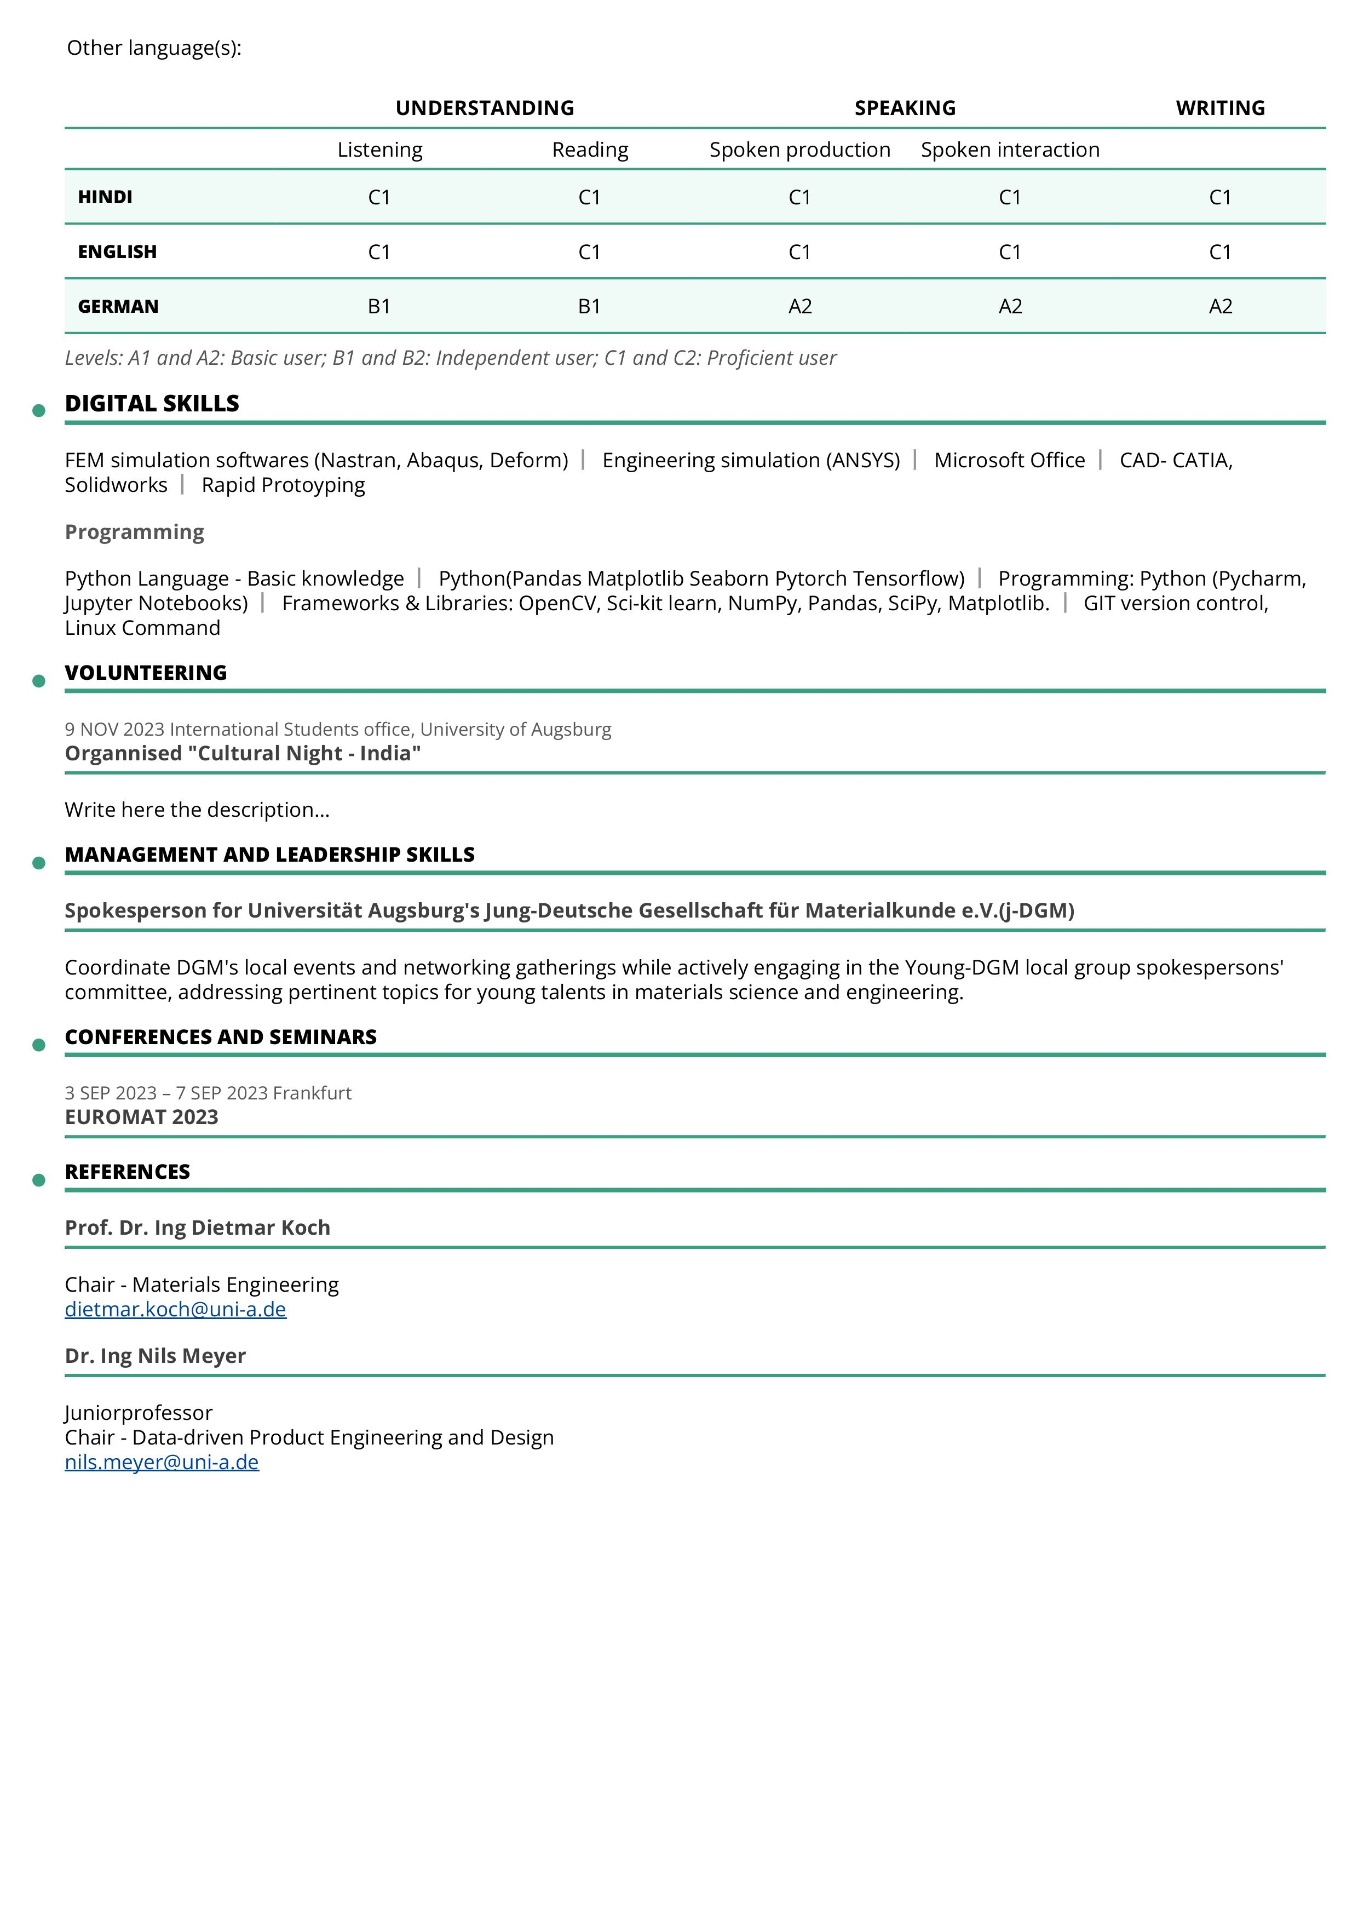 Other language(s):
UNDERSTANDING SPEAKING WRITING
Listening Reading Spoken production Spoken interaction
HINDI C1 C1 C1 C1 C1
ENGLISH C1 C1 C1 C1 C1
GERMAN B1 B1 A2 A2 A2
Levels: A1 and A2: Basic user; B1 and B2: Independent user; C1 and C2: Proficient user
DIGITAL SKILLS
FEM simulation softwares (Nastran, Abaqus, Deform) | Engineering simulation (ANSYS) | Microsoft Office | CAD- CATIA,
Solidworks | Rapid Protoyping
Programming
Python Language - Basic knowledge | Python(Pandas Matplotlib Seaborn Pytorch Tensorflow) | Programming: Python (Pycharm,
Jupyter Notebooks) | Frameworks & Libraries: OpenCV, Sci-kit learn, NumPy, Pandas, SciPy, Matplotlib. | GIT version control,
Linux Command
VOLUNTEERING
9 NOV 2023 International Students office, University of Augsburg
Organnised "Cultural Night - India"
Write here the description...
MANAGEMENT AND LEADERSHIP SKILLS
Spokesperson for Universität Augsburg's Jung-Deutsche Gesellschaft für Materialkunde e.V.(j-DGM)
Coordinate DGM's local events and networking gatherings while actively engaging in the Young-DGM local group spokespersons'
committee, addressing pertinent topics for young talents in materials science and engineering.
CONFERENCES AND SEMINARS
3 SEP 2023 – 7 SEP 2023 Frankfurt
EUROMAT 2023
REFERENCES
Prof. Dr. Ing Dietmar Koch
Chair - Materials Engineering
dietmar.koch@uni-a.de
Dr. Ing Nils Meyer
Juniorprofessor
Chair - Data-driven Product Engineering and Design
nils.meyer@uni-a.de